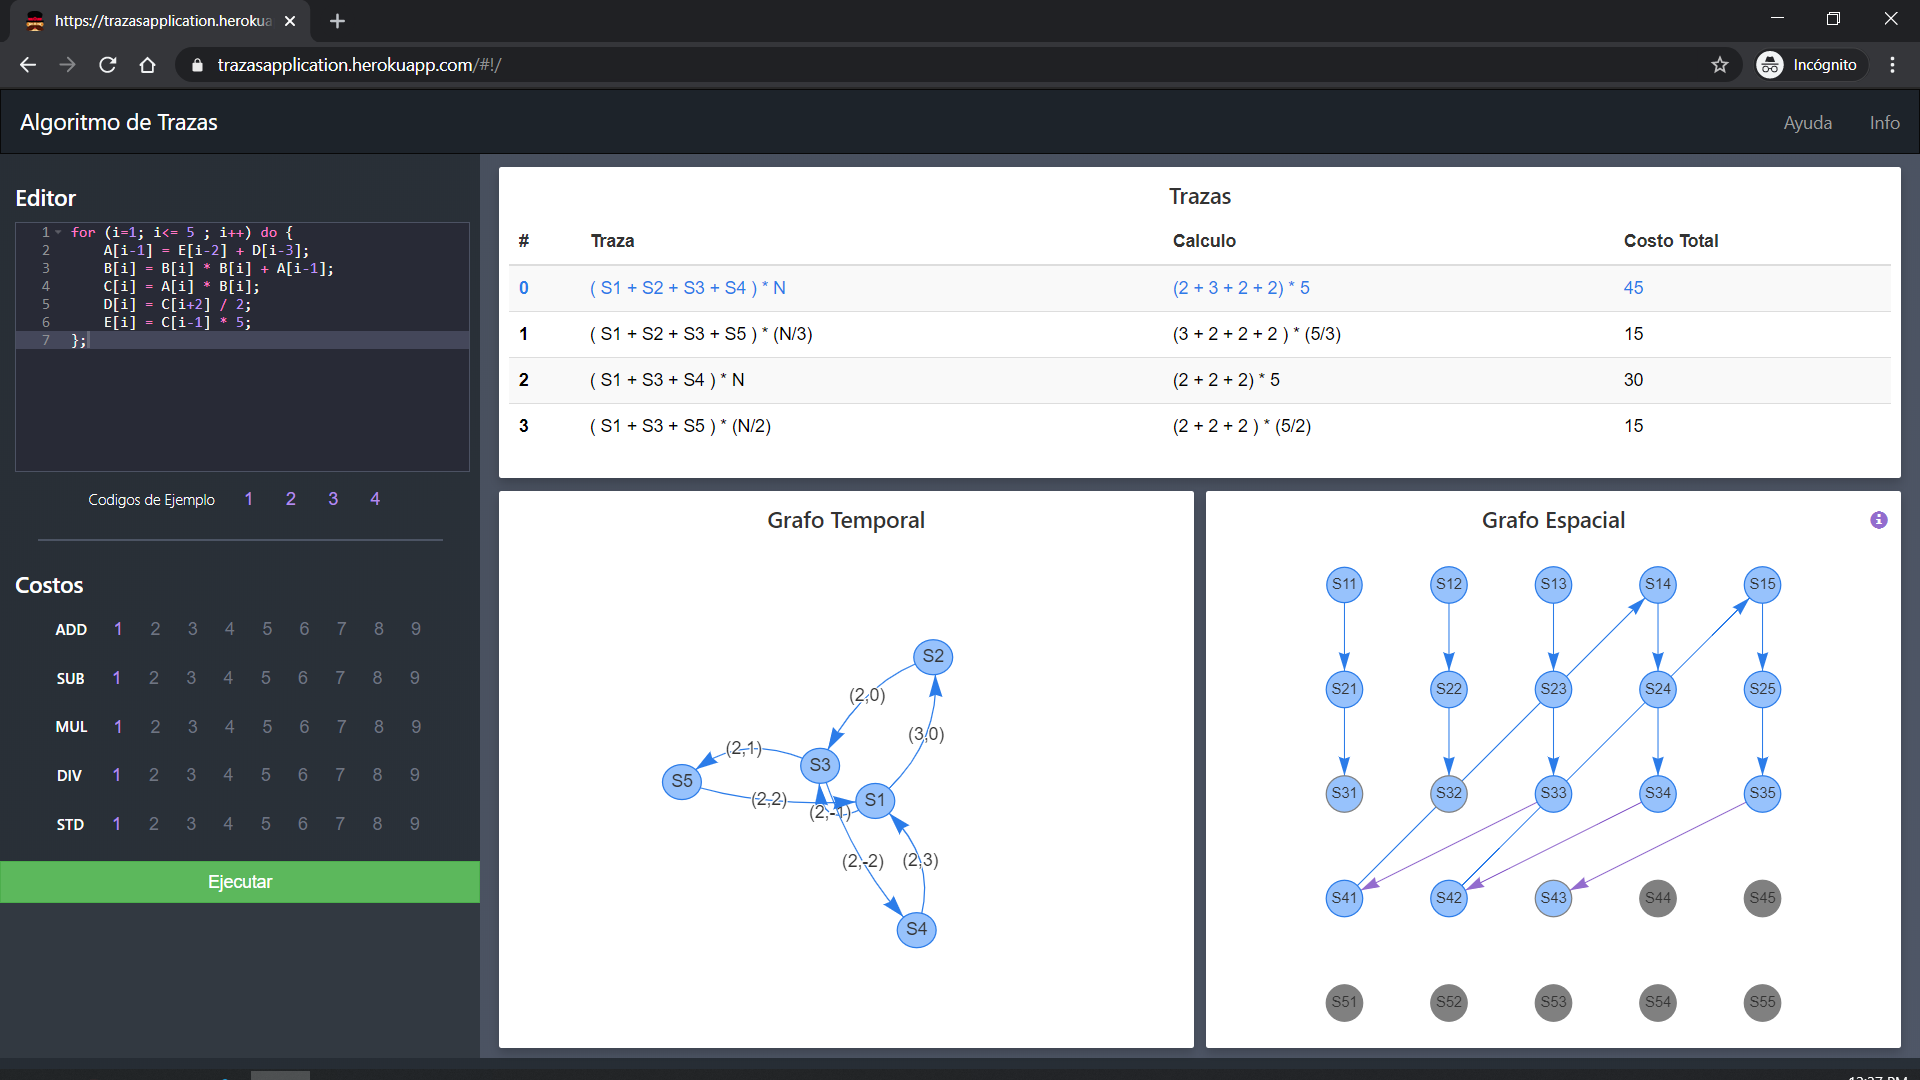 https://trazasapplication.heroku
trazasapplication.herokuapp.com/#!/
Incógnito
Algoritmo de Trazas
Ayuda
Info
Editor
1 for (i=1; i<= 5 ; i++) do {
2 A[i-1] = E[i-2] + D[i-3];
3 B[i] = B[i] * B[i] + A[i-1];
4 C[i] = A[i] * B[i];
5 D[i] = C[i+2] / 2;
6 E[i] = C[i-1] * 5;
7 };
Codigos de Ejemplo 1 2 3 4
Costos
ADD 1 2 3 4 5 6 7 8 9
SUB 1 2 3 4 5 6 7 8 9
MUL 1 2 3 4 5 6 7 8 9
DIV 1 2 3 4 5 6 7 8 9
STD 1 2 3 4 5 6 7 8 9
Ejecutar
Trazas
# Traza Calculo Costo Total
0 ( S1 + S2 + S3 + S4 ) * N (2 + 3 + 2 + 2) * 5 45
1 ( S1 + S2 + S3 + S5 ) * (N/3) (3 + 2 + 2 + 2 ) * (5/3) 15
2 ( S1 + S3 + S4 ) * N (2 + 2 + 2) * 5 30
3 ( S1 + S3 + S5 ) * (N/2) (2 + 2 + 2 ) * (5/2) 15
Grafo Temporal
S2
(2,0)
(3,0)
(2,1)
S3
S5
(2,2)
S1
(2,-1)
(2,-2)
(2,3)
S4
Grafo Espacial
S11 S12 S13 S14 S15
S21 S22 S23 S24 S25
S31 S32 S33 S34 S35
S41 S42 S43 S44 S45
S51 S52 S53 S54 S55